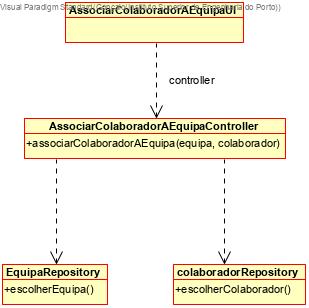 Visual Paradigm Standard(Goncalo(Instituto Superior de Engenharia do Porto))
AssociarColaboradorAEquipaUI
controller
AssociarColaboradorAEquipaController
+associarColaboradorAEquipa(equipa, colaborador)
EquipaRepository
+escolherEquipa()
colaboradorRepository
+escolherColaborador()